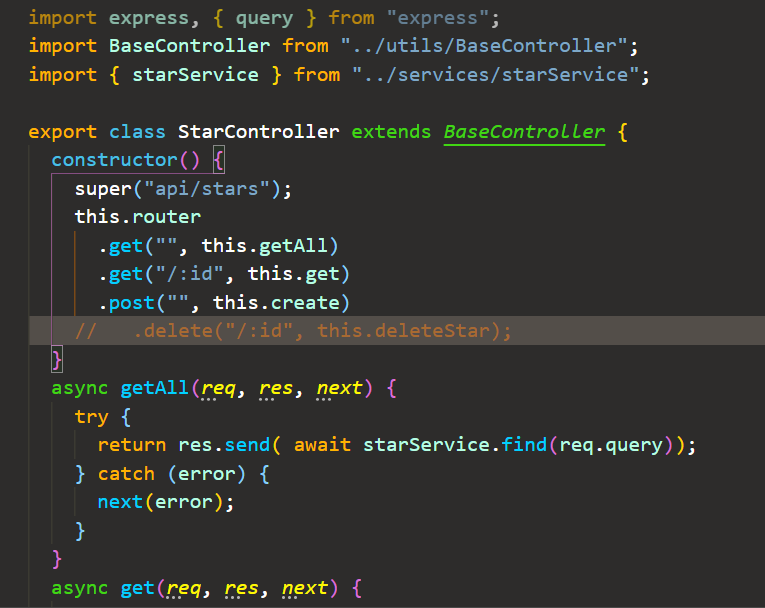 import express, { query } from "express";
import BaseController from "../utils/BaseController";
import { starService } from "../services/starService";
export class StarController extends BaseController {
constructor() {
super("api/stars");
this.router
.get("", this.getAll)
.get("/:id", this.get)
.post("", this.create)
//   .delete("/:id", this.deleteStar);
}
async getAll(req, res, next) {
try {
return res.send( await starService.find(req.query));
} catch (error) {
next(error);
}
}
async get(req, res, next) {